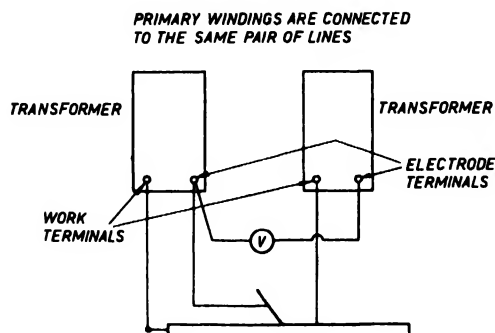 PRIMARY WINDINGS ARE CONNECTED
TO THE SAME PAIR OF LINES
TRANSFORMER
TRANSFORMER
ELECTRODE
TERMINALS
WORK
TERMINALS
V